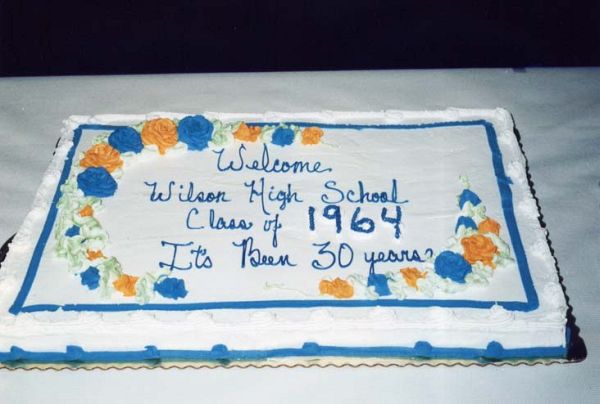 Welcome
Wilson High School
Class of 1964
It's Been 30 years